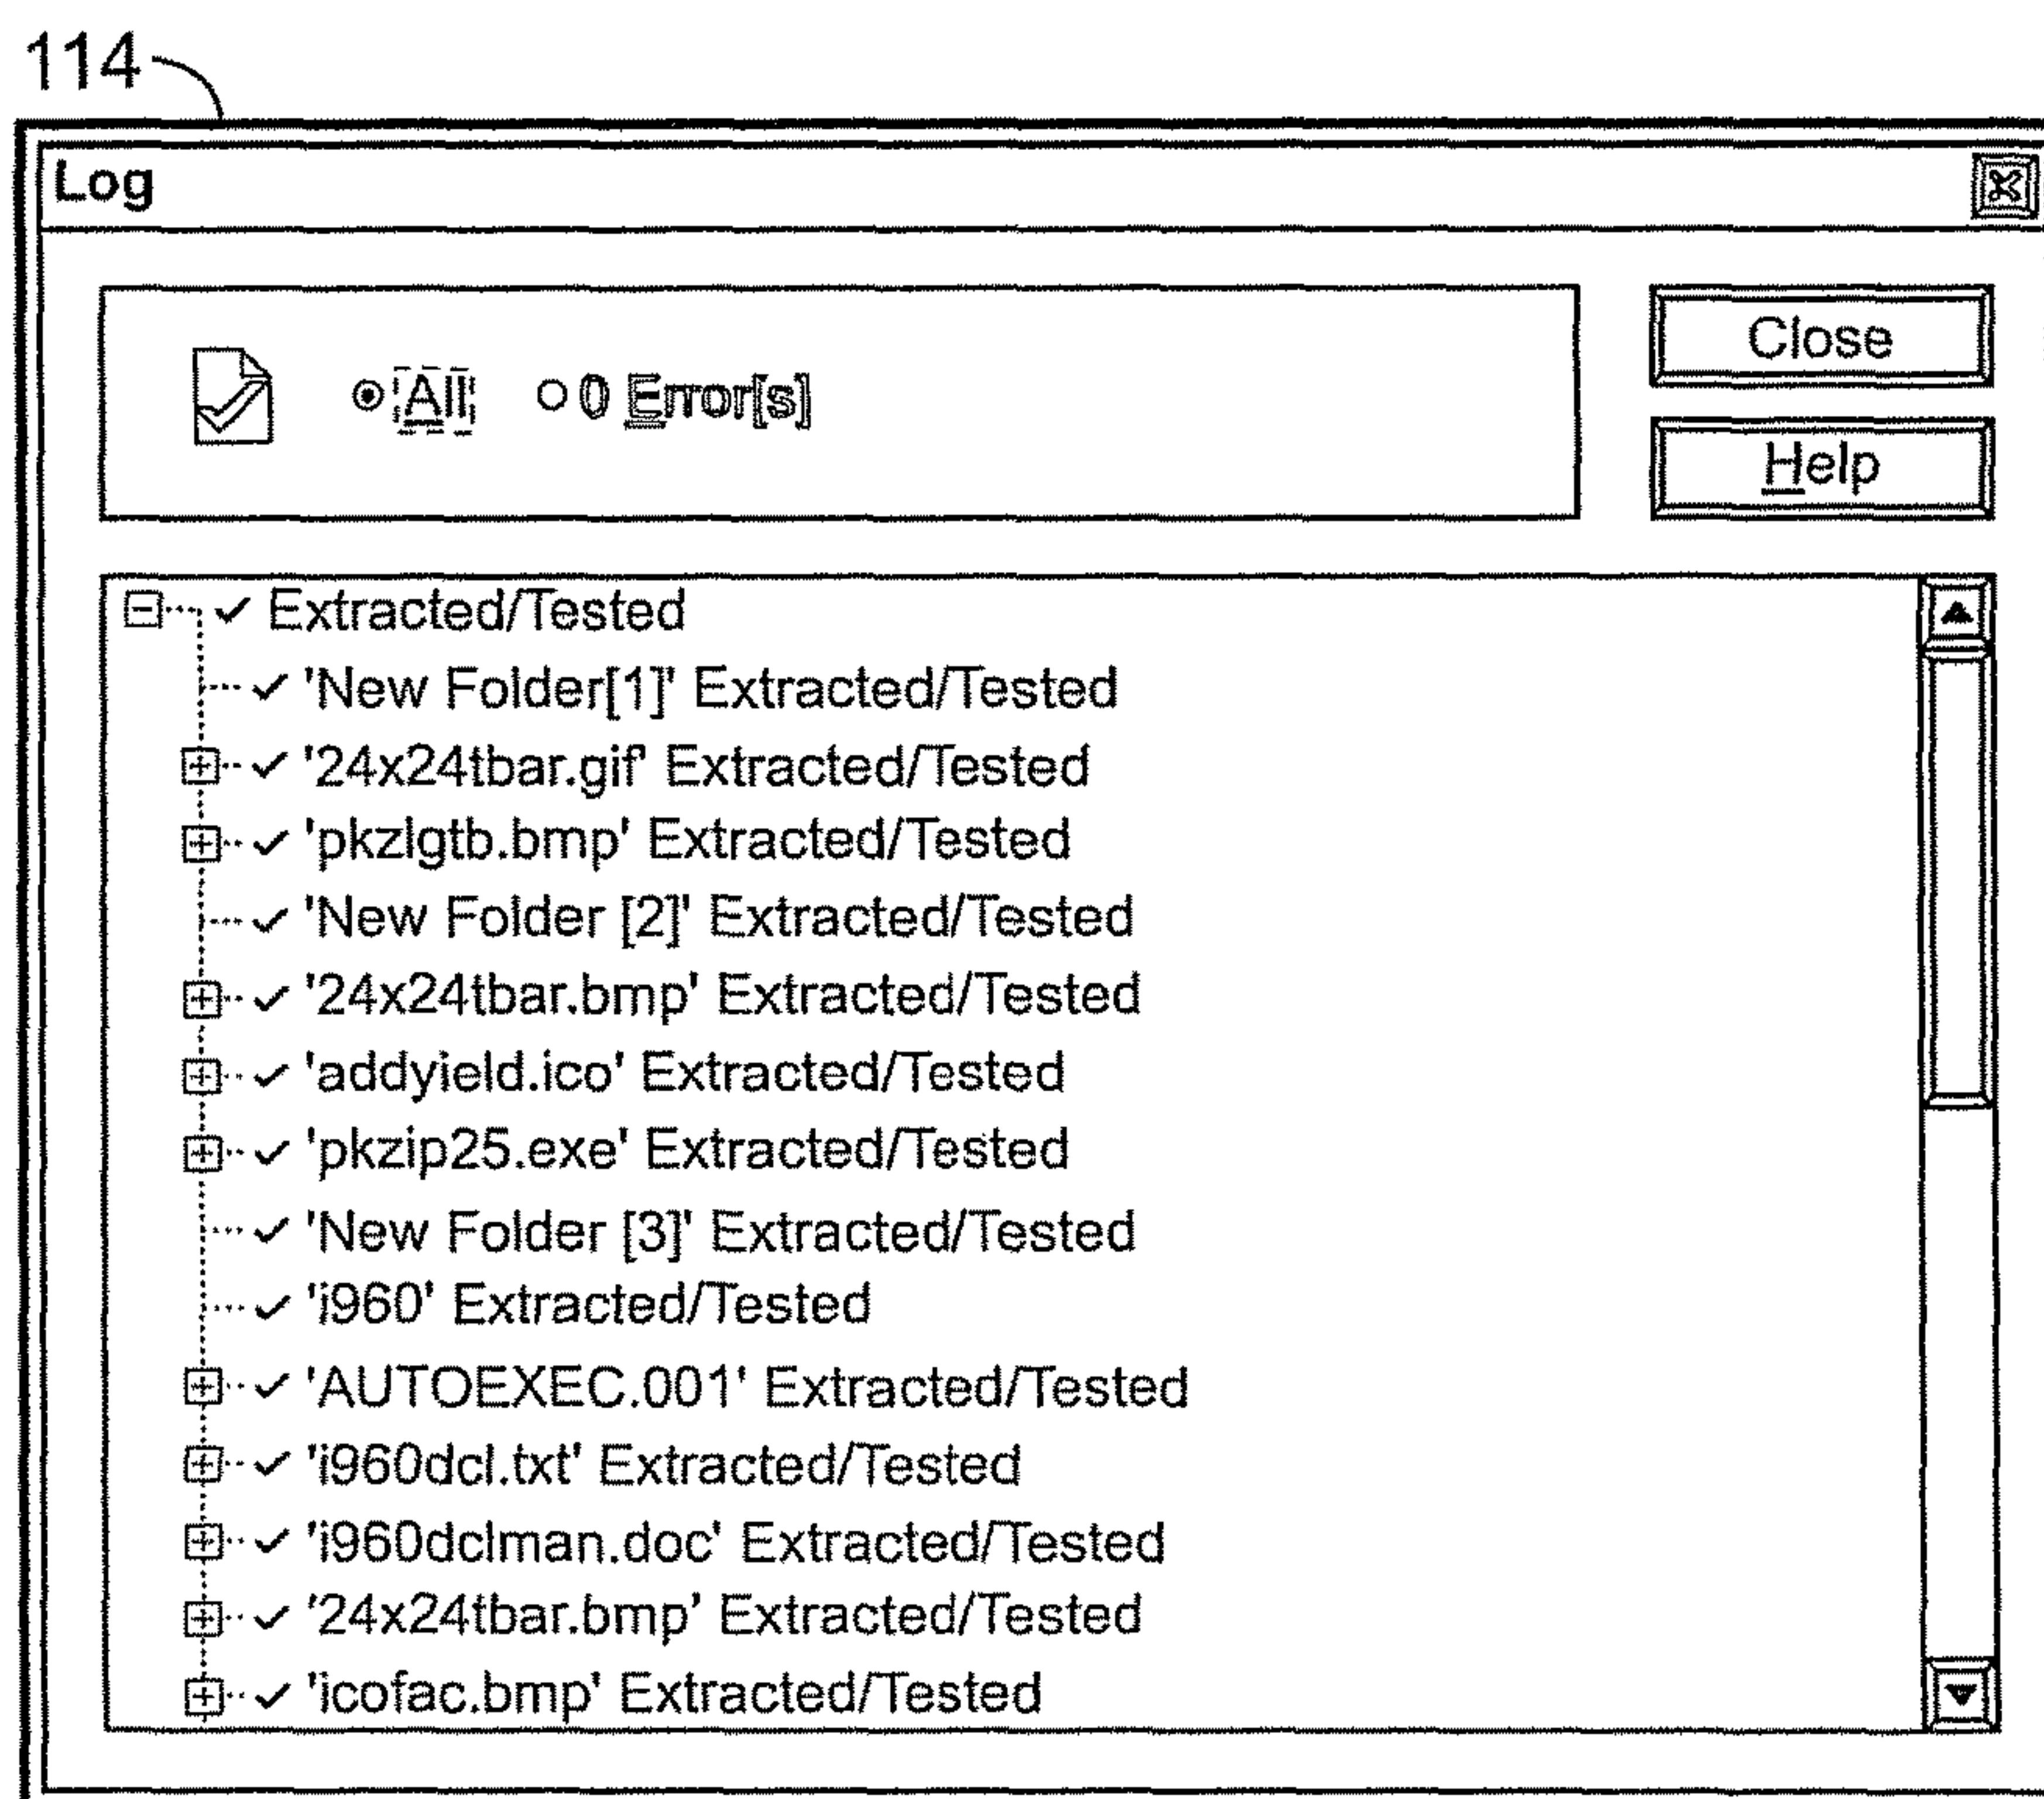 114
Log
All 0 Error[s]
Close
Help
Extracted/Tested
'New Folder[1]' Extracted/Tested
'24x24tbar.gif' Extracted/Tested
'pkzlgtb.bmp' Extracted/Tested
'New Folder [2]' Extracted/Tested
'24x24tbar.bmp' Extracted/Tested
'addyield.ico' Extracted/Tested
'pkzip25.exe' Extracted/Tested
'New Folder [3]' Extracted/Tested
'i960' Extracted/Tested
'AUTOEXEC.001' Extracted/Tested
'i960dcl.txt' Extracted/Tested
'i960dclman.doc' Extracted/Tested
'24x24tbar.bmp' Extracted/Tested
'icofac.bmp' Extracted/Tested